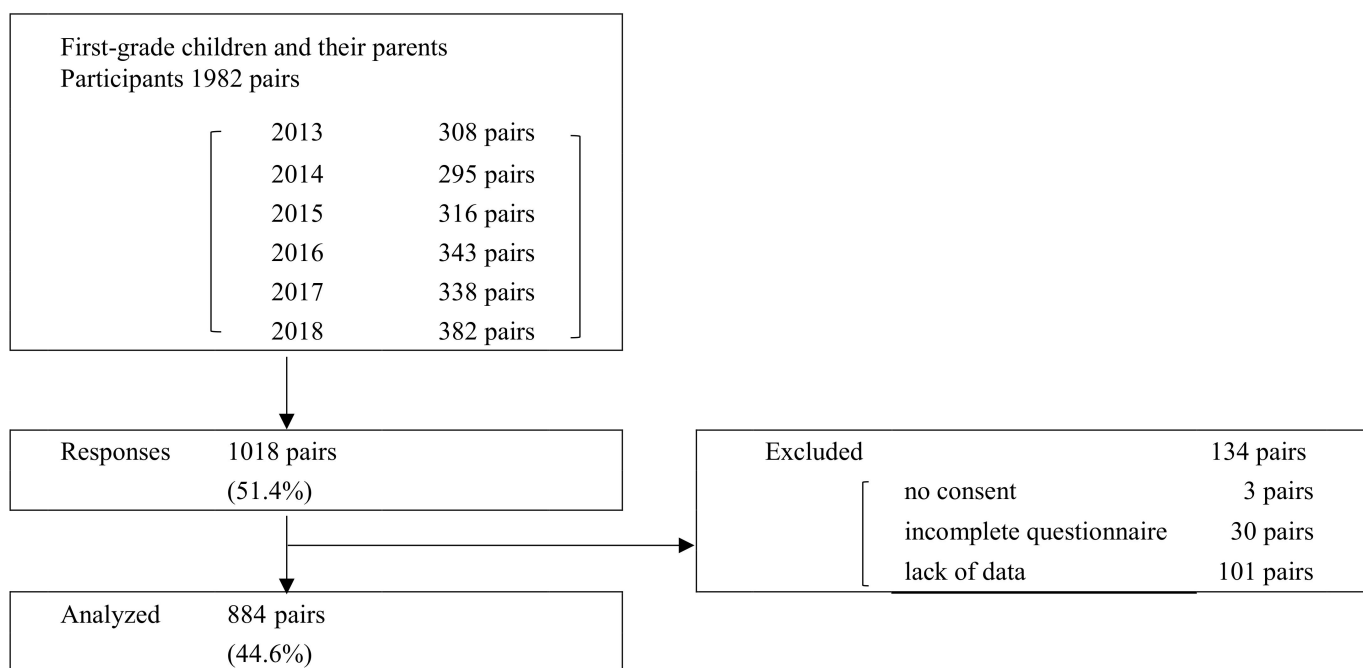 First-grade children and their parents
Participants 1982 pairs
2013 308 pairs
2014 295 pairs
2015 316 pairs
2016 343 pairs
2017 338 pairs
2018 382 pairs
Responses 1018 pairs
(51.4%)
Excluded 134 pairs
no consent 3 pairs
incomplete questionnaire 30 pairs
lack of data 101 pairs
Analyzed 884 pairs
(44.6%)